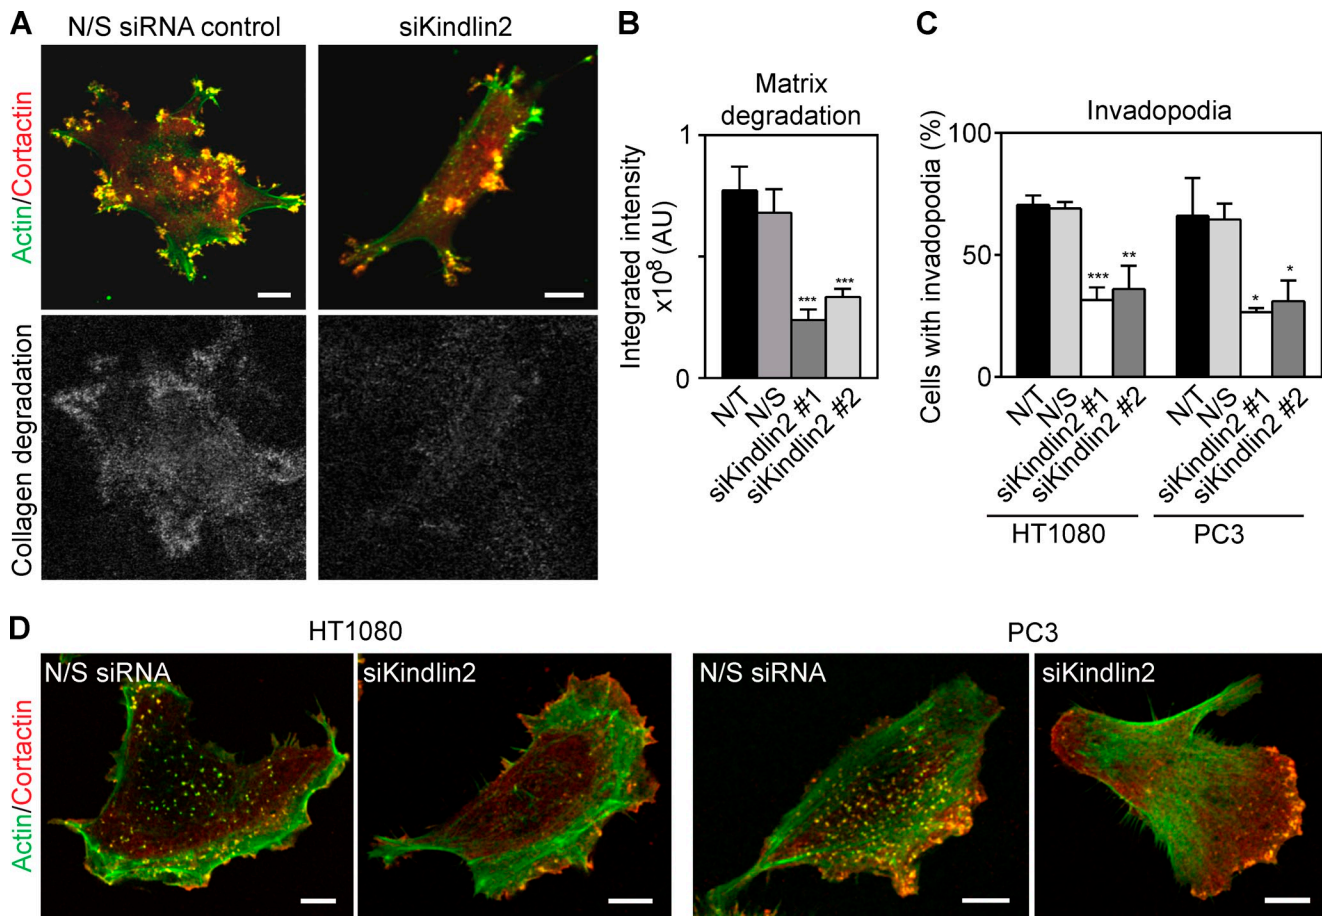 A
N/S siRNA control
siKindlin2
Actin/Cortactin
Collagen degradation
B
Matrix
degradation
Integrated intensity
x10⁸ (AU)
1
0
***
***
N/T
N/S
siKindlin2 #1
siKindlin2 #2
C
Invadopodia
Cells with invadopodia (%)
100
50
0
***
**
*
*
N/T
N/S
siKindlin2 #1
siKindlin2 #2
N/T
N/S
siKindlin2 #1
siKindlin2 #2
HT1080
PC3
D
HT1080
PC3
Actin/Cortactin
N/S siRNA
siKindlin2
N/S siRNA
siKindlin2